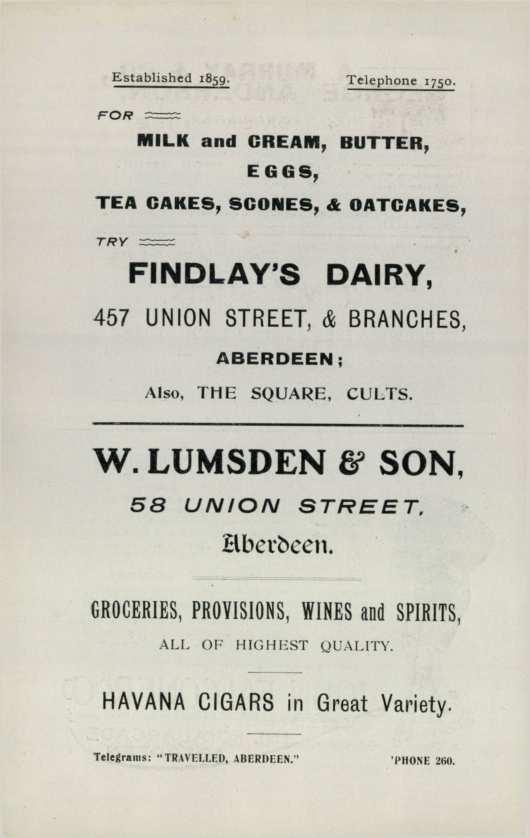 Established 1859. Telephone 1750.
FOR
MILK and CREAM, BUTTER,
EGGS,
TEA CAKES, SCONES, & OATCAKES,
TRY
FINDLAY'S DAIRY,
457 UNION STREET, & BRANCHES,
ABERDEEN;
Also, THE SQUARE, CULTS.
W. LUMSDEN & SON,
58 UNION STREET,
Aberdeen.
GROCERIES, PROVISIONS, WINES and SPIRITS,
ALL OF HIGHEST QUALITY.
HAVANA CIGARS in Great Variety.
Telegrams: "TRAVELLED, ABERDEEN." 'PHONE 260.